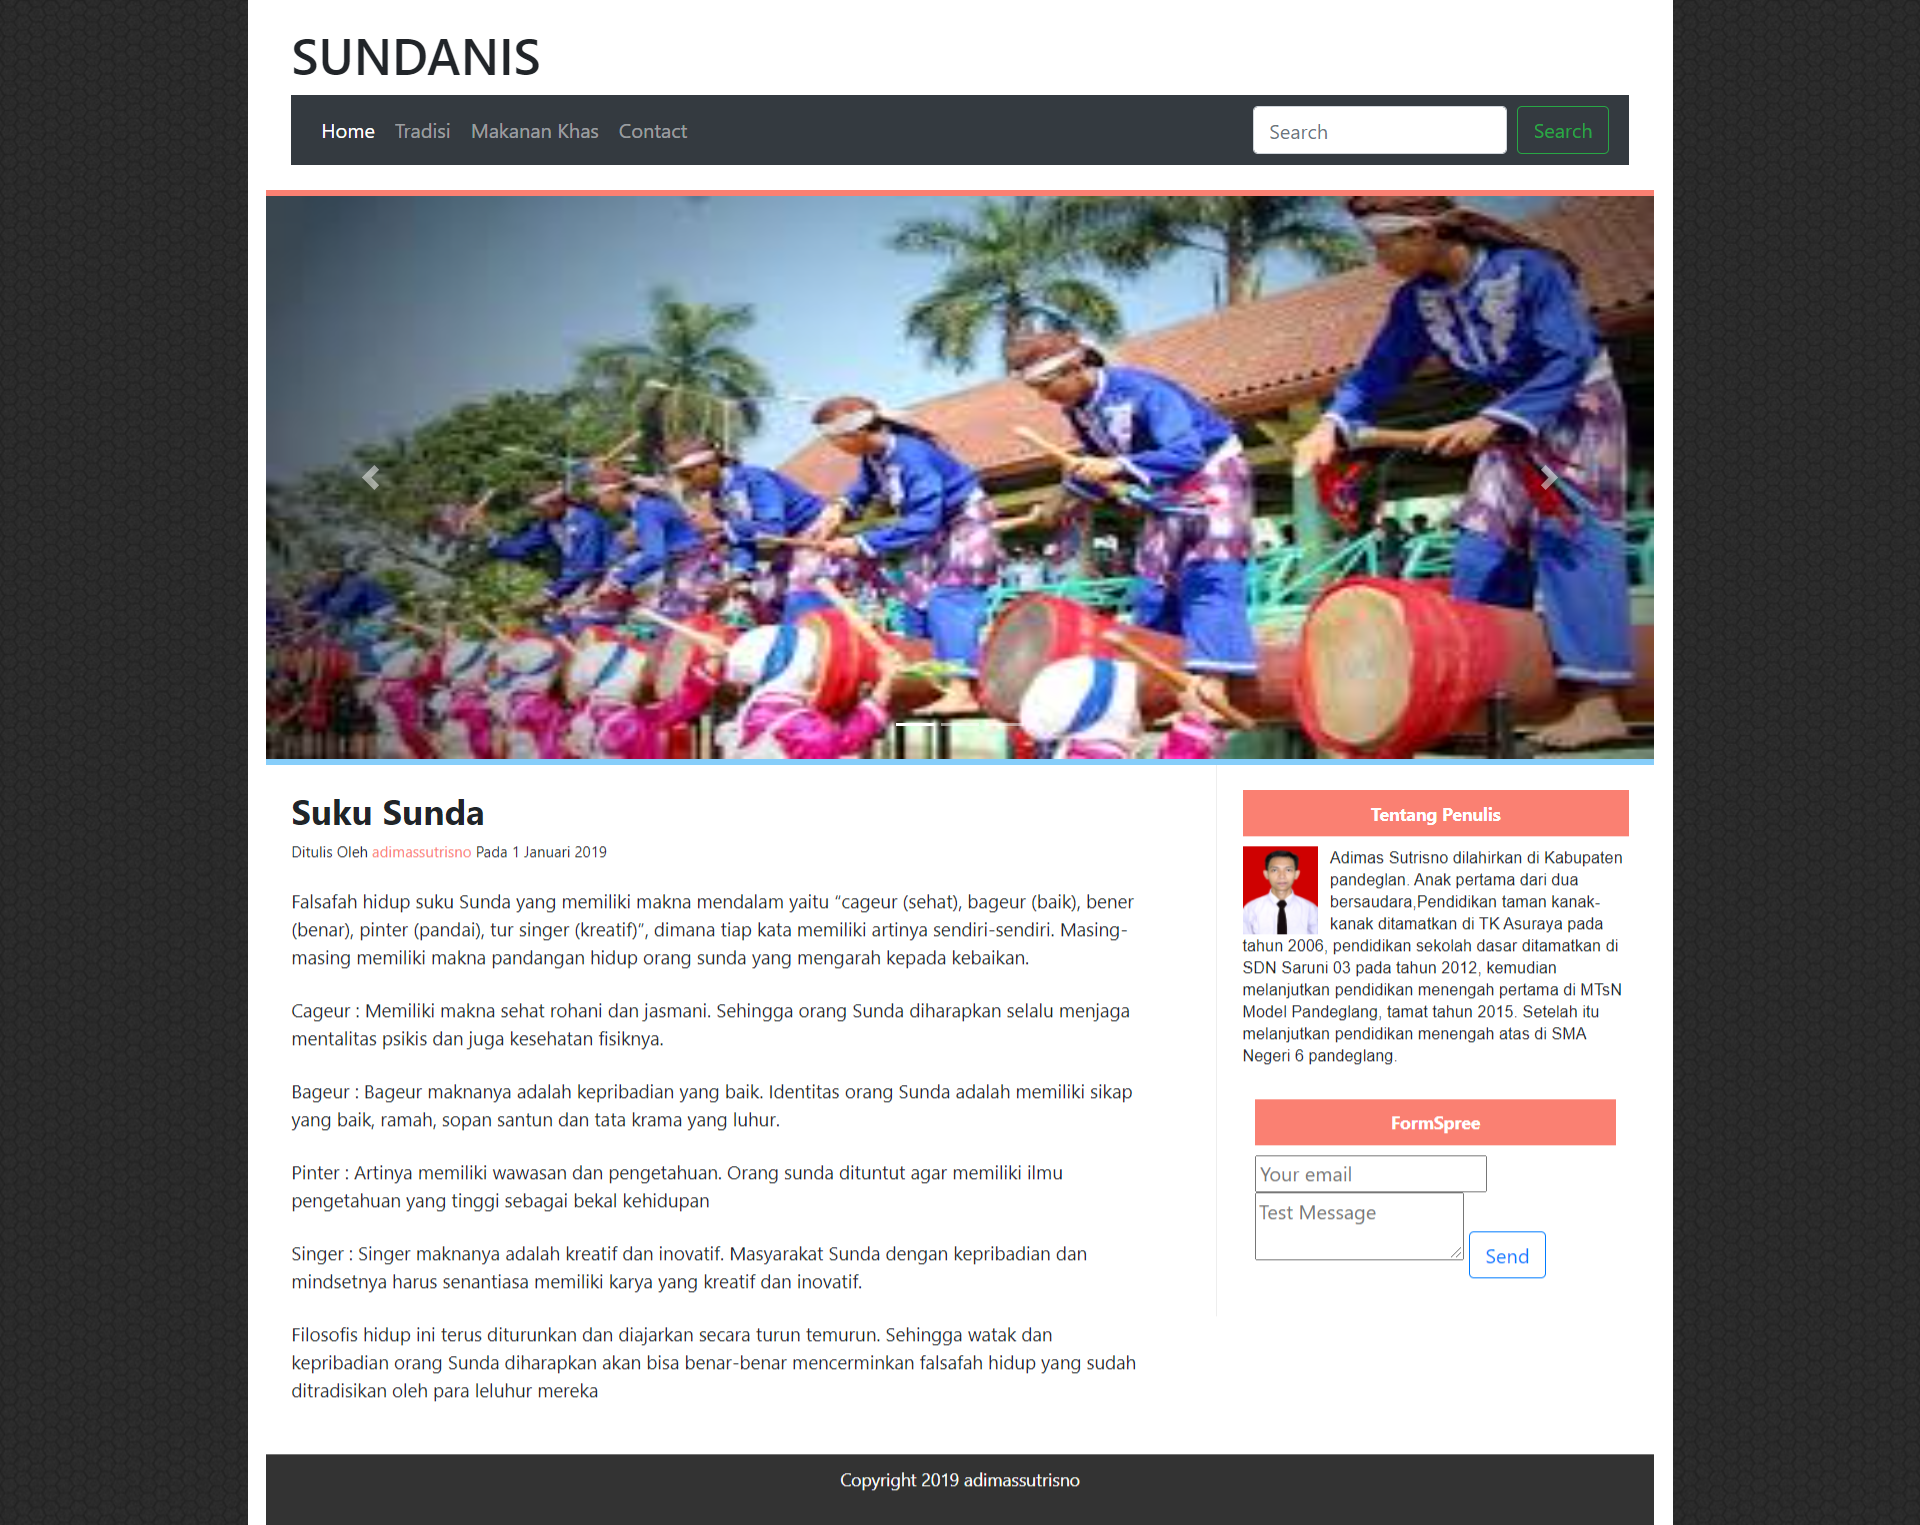 SUNDANIS
Home Tradisi Makanan Khas Contact Search Search
Suku Sunda
Ditulis Oleh adimassutrisno Pada 1 Januari 2019
Falsafah hidup suku Sunda yang memiliki makna mendalam yaitu “cageur (sehat), bageur (baik), bener
(benar), pinter (pandai), tur singer (kreatif)”, dimana tiap kata memiliki artinya sendiri-sendiri. Masing-
masing memiliki makna pandangan hidup orang sunda yang mengarah kepada kebaikan.
Cageur : Memiliki makna sehat rohani dan jasmani. Sehingga orang Sunda diharapkan selalu menjaga
mentalitas psikis dan juga kesehatan fisiknya.
Bageur : Bageur maknanya adalah kepribadian yang baik. Identitas orang Sunda adalah memiliki sikap
yang baik, ramah, sopan santun dan tata krama yang luhur.
Pinter : Artinya memiliki wawasan dan pengetahuan. Orang sunda dituntut agar memiliki ilmu
pengetahuan yang tinggi sebagai bekal kehidupan
Singer : Singer maknanya adalah kreatif dan inovatif. Masyarakat Sunda dengan kepribadian dan
mindsetnya harus senantiasa memiliki karya yang kreatif dan inovatif.
Filosofis hidup ini terus diturunkan dan diajarkan secara turun temurun. Sehingga watak dan
kepribadian orang Sunda diharapkan akan bisa benar-benar mencerminkan falsafah hidup yang sudah
ditradisikan oleh para leluhur mereka
Tentang Penulis
Adimas Sutrisno dilahirkan di Kabupaten
pandeglan. Anak pertama dari dua
bersaudara,Pendidikan taman kanak-
kanak ditamatkan di TK Asuraya pada
tahun 2006, pendidikan sekolah dasar ditamatkan di
SDN Saruni 03 pada tahun 2012, kemudian
melanjutkan pendidikan menengah pertama di MTsN
Model Pandeglang, tamat tahun 2015. Setelah itu
melanjutkan pendidikan menengah atas di SMA
Negeri 6 pandeglang.
FormSpree
Your email
Test Message
Send
Copyright 2019 adimassutrisno